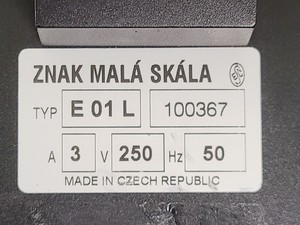 ZNAK MALÁ SKÁLA
TYP E 01 L 100367
A 3 V 250 Hz 50
MADE IN CZECH REPUBLIC